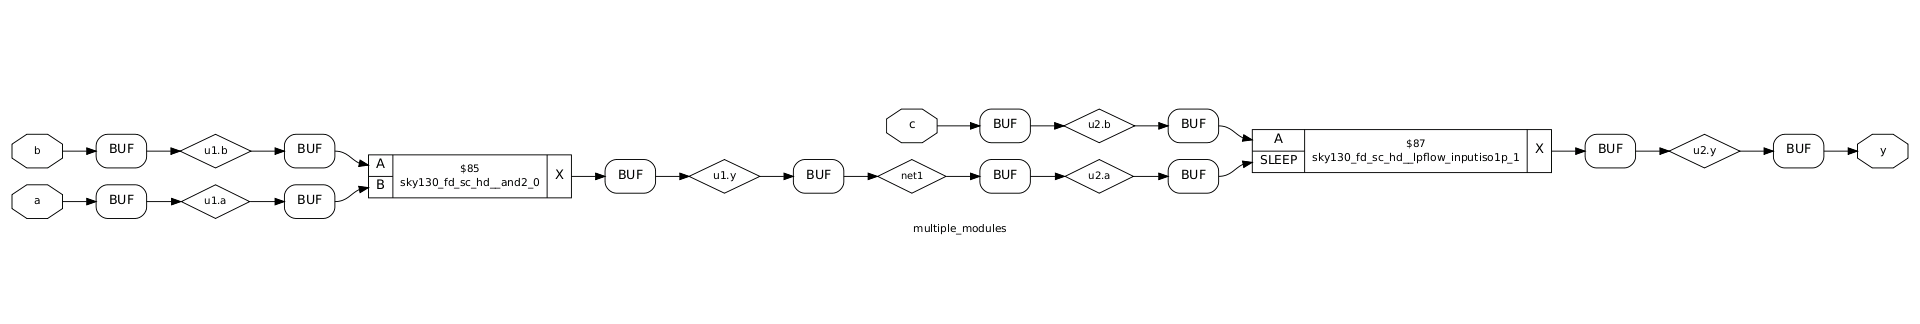 c BUF u2.b BUF
b BUF u1.b BUF
A $85 X
B sky130_fd_sc_hd__and2_0
a BUF u1.a BUF
BUF u1.y BUF net1 BUF u2.a BUF
A $87 X
SLEEP sky130_fd_sc_hd__lpflow_inputiso1p_1
BUF u2.y BUF y
multiple_modules